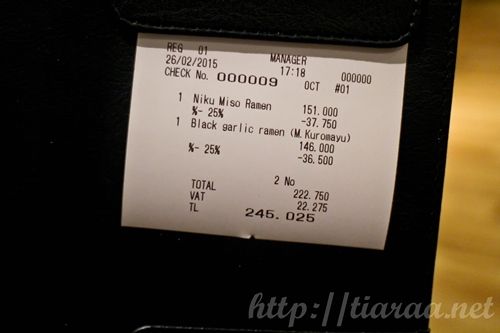 REG 01 MANAGER 000000
26/02/2015 17:18
CHECK No. 000009 OCT #01
1 Niku Miso Ramen 151.000
%- 25% -37.750
1 Black garlic ramen (M.Kuromayu) 146.000
%- 25% -36.500
2 No
TOTAL 222.750
VAT 22.275
TL 245.025
http://tiaraa.net